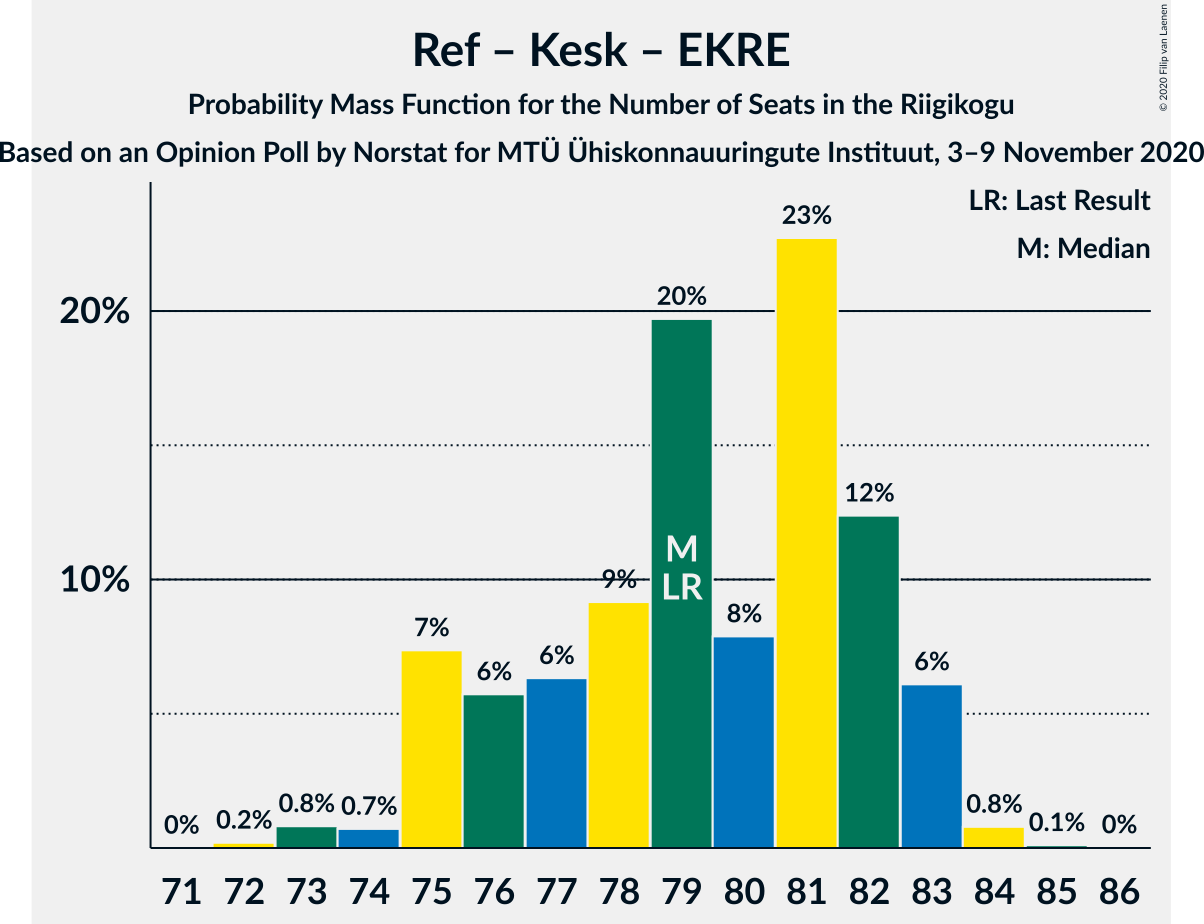 Ref – Kesk – EKRE
Probability Mass Function for the Number of Seats in the Riigikogu
Based on an Opinion Poll by Norstat for MTÜ Ühiskonnauuringute Instituut, 3–9 November 2020
© 2020 Filip van Laenen
LR: Last Result
M: Median
23%
20%
20%
12%
M
LR
10%
9%
8%
7%
6%
6%
6%
0%
0.2%
0.8%
0.7%
0.8%
0.1%
0%
71 72 73 74 75 76 77 78 79 80 81 82 83 84 85 86